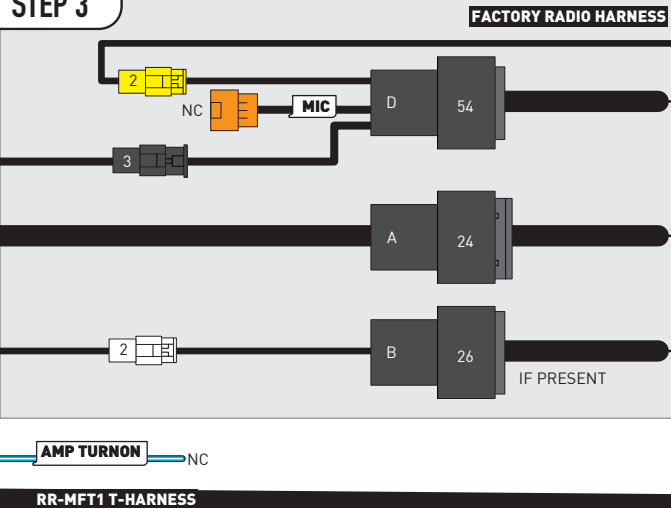 STEP 3
FACTORY RADIO HARNESS
2
NC
MIC
D
54
3
A
24
2
B
26
IF PRESENT
AMP TURNON
NC
RR-MFT1 T-HARNESS